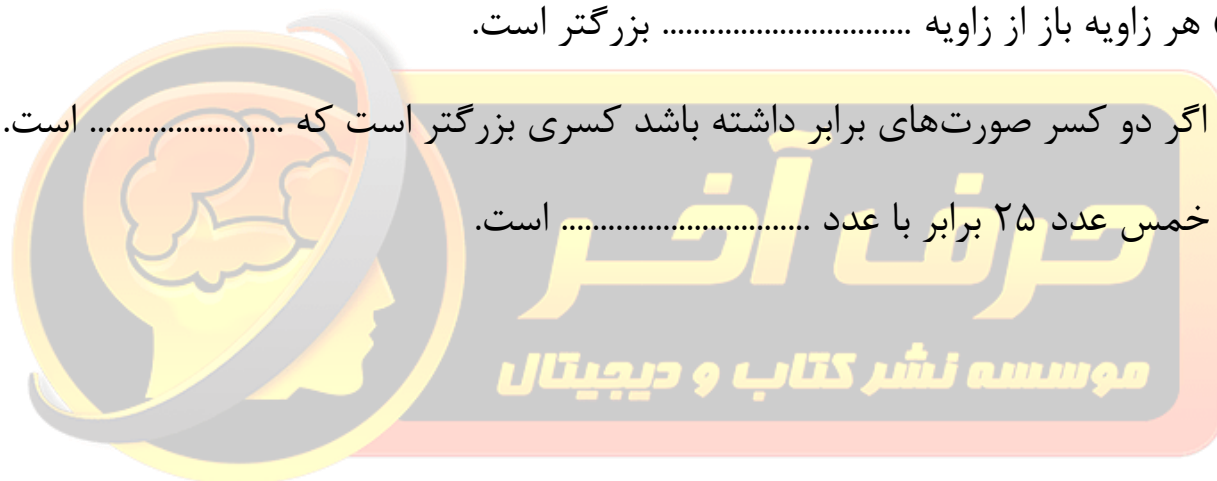 هر زاویه باز از زاویه ................................ بزرگتر است.
اگر دو کسر صورت‌های برابر داشته باشد کسری بزرگتر است که ......................... است.
خمس عدد ۲۵ برابر با عدد ................................ است.
حرف آخر
موسسه نشر کتاب و دیجیتال